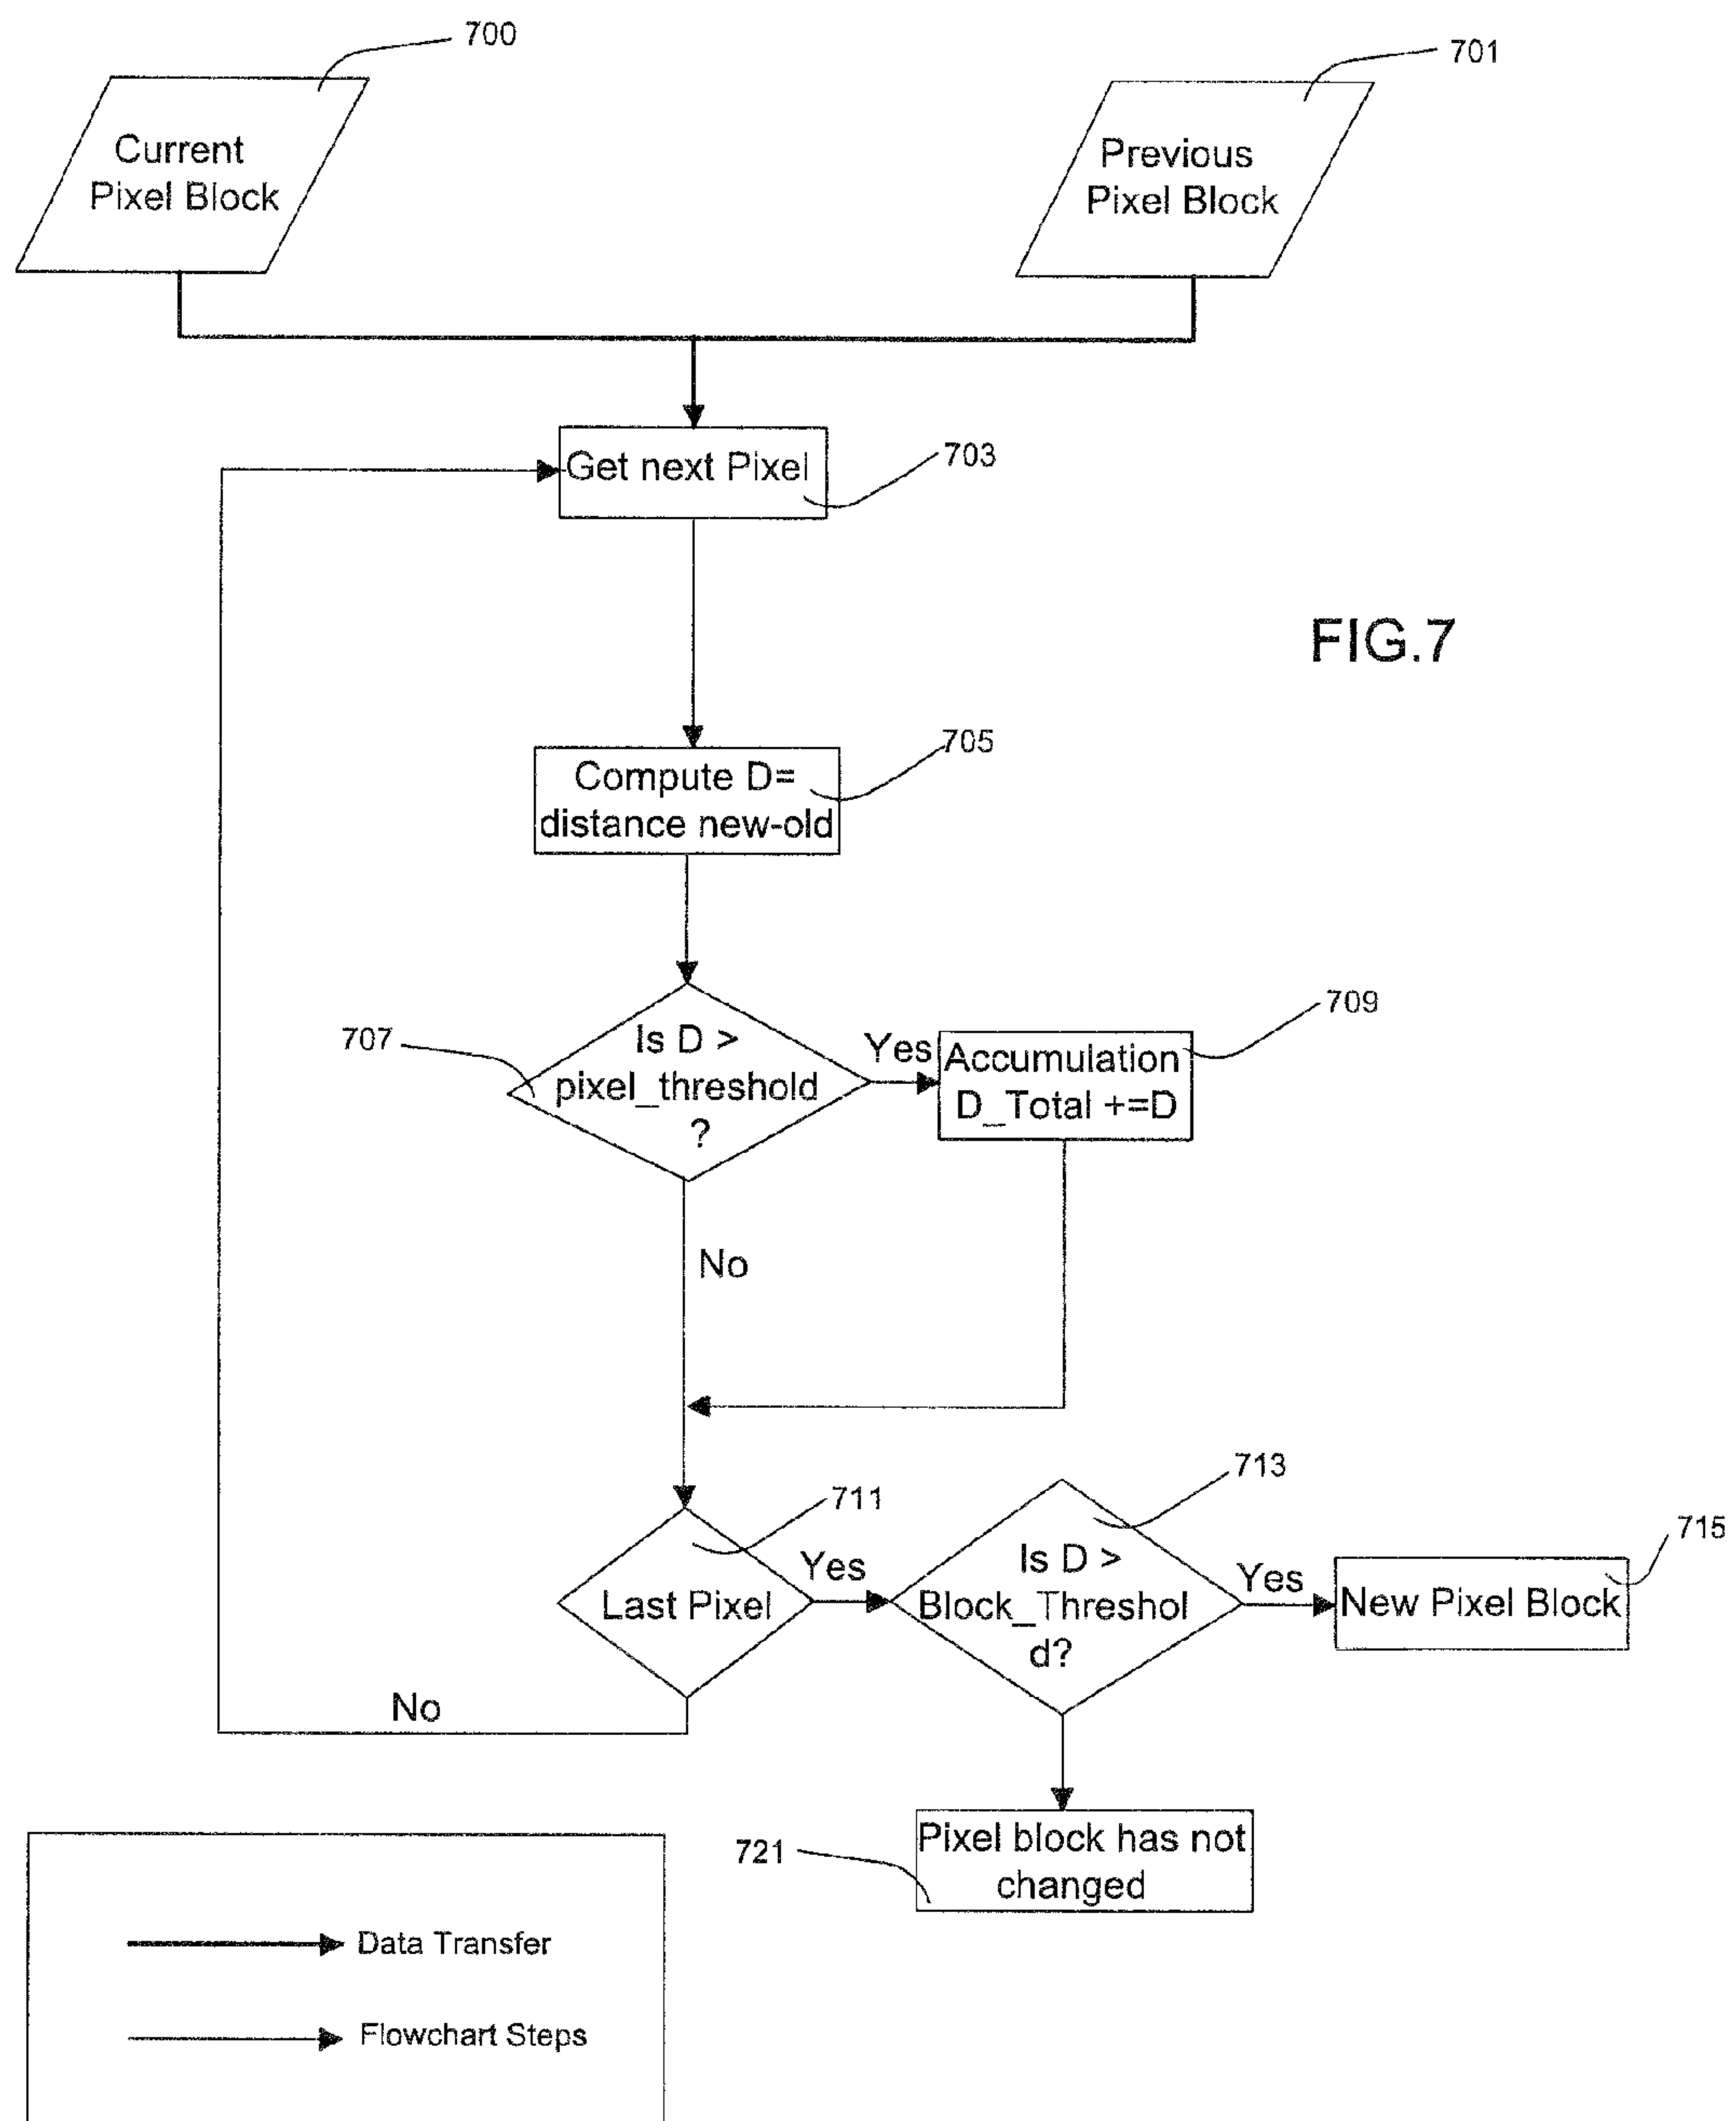 700
701
Current
Pixel Block
Previous
Pixel Block
Get next Pixel
703
FIG.7
705
Compute D=
distance new-old
707
Is D >
pixel_threshold
?
Yes
709
Accumulation
D_Total +=D
No
711
Last Pixel
Yes
713
Is D >
Block_Threshol
d?
Yes
715
New Pixel Block
No
721
Pixel block has not
changed
Data Transfer
Flowchart Steps